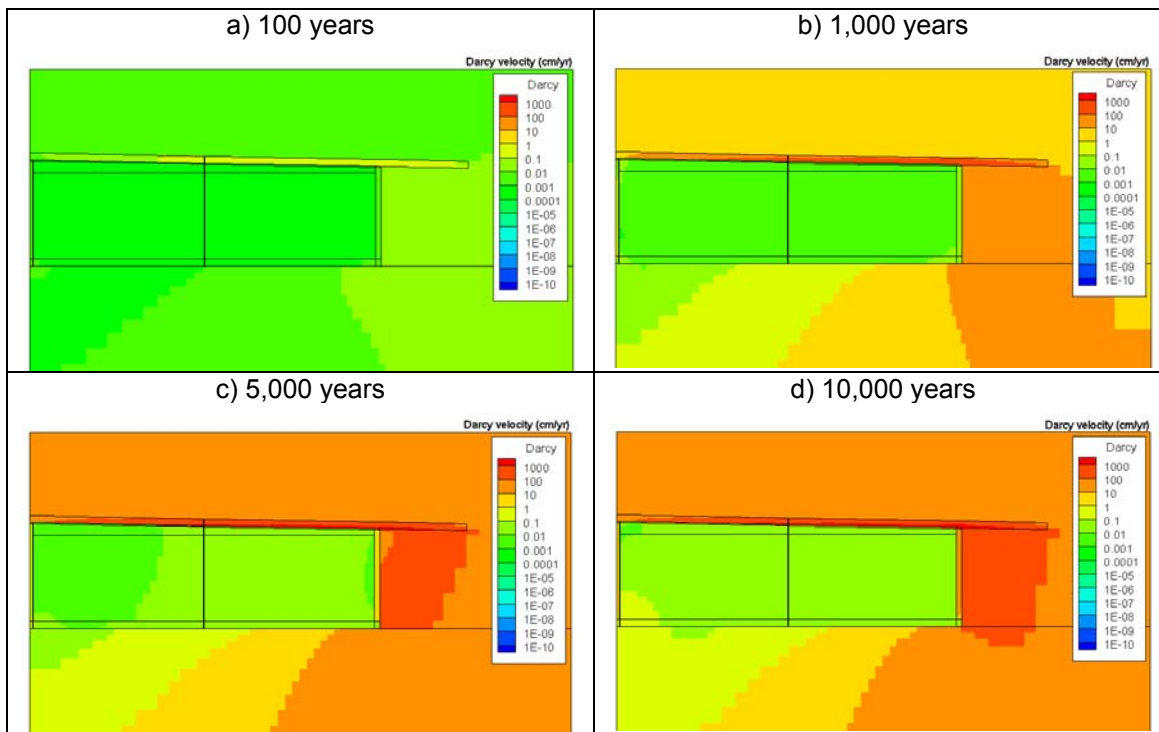 a) 100 years
Darcy velocity (cm/yr)
Darcy
1000
100
10
1
0.1
0.01
0.001
0.0001
1E-05
1E-06
1E-07
1E-08
1E-09
1E-10
b) 1,000 years
Darcy velocity (cm/yr)
Darcy
1000
100
10
1
0.1
0.01
0.001
0.0001
1E-05
1E-06
1E-07
1E-08
1E-09
1E-10
c) 5,000 years
Darcy velocity (cm/yr)
Darcy
1000
100
10
1
0.1
0.01
0.001
0.0001
1E-05
1E-06
1E-07
1E-08
1E-09
1E-10
d) 10,000 years
Darcy velocity (cm/yr)
Darcy
1000
100
10
1
0.1
0.01
0.001
0.0001
1E-05
1E-06
1E-07
1E-08
1E-09
1E-10